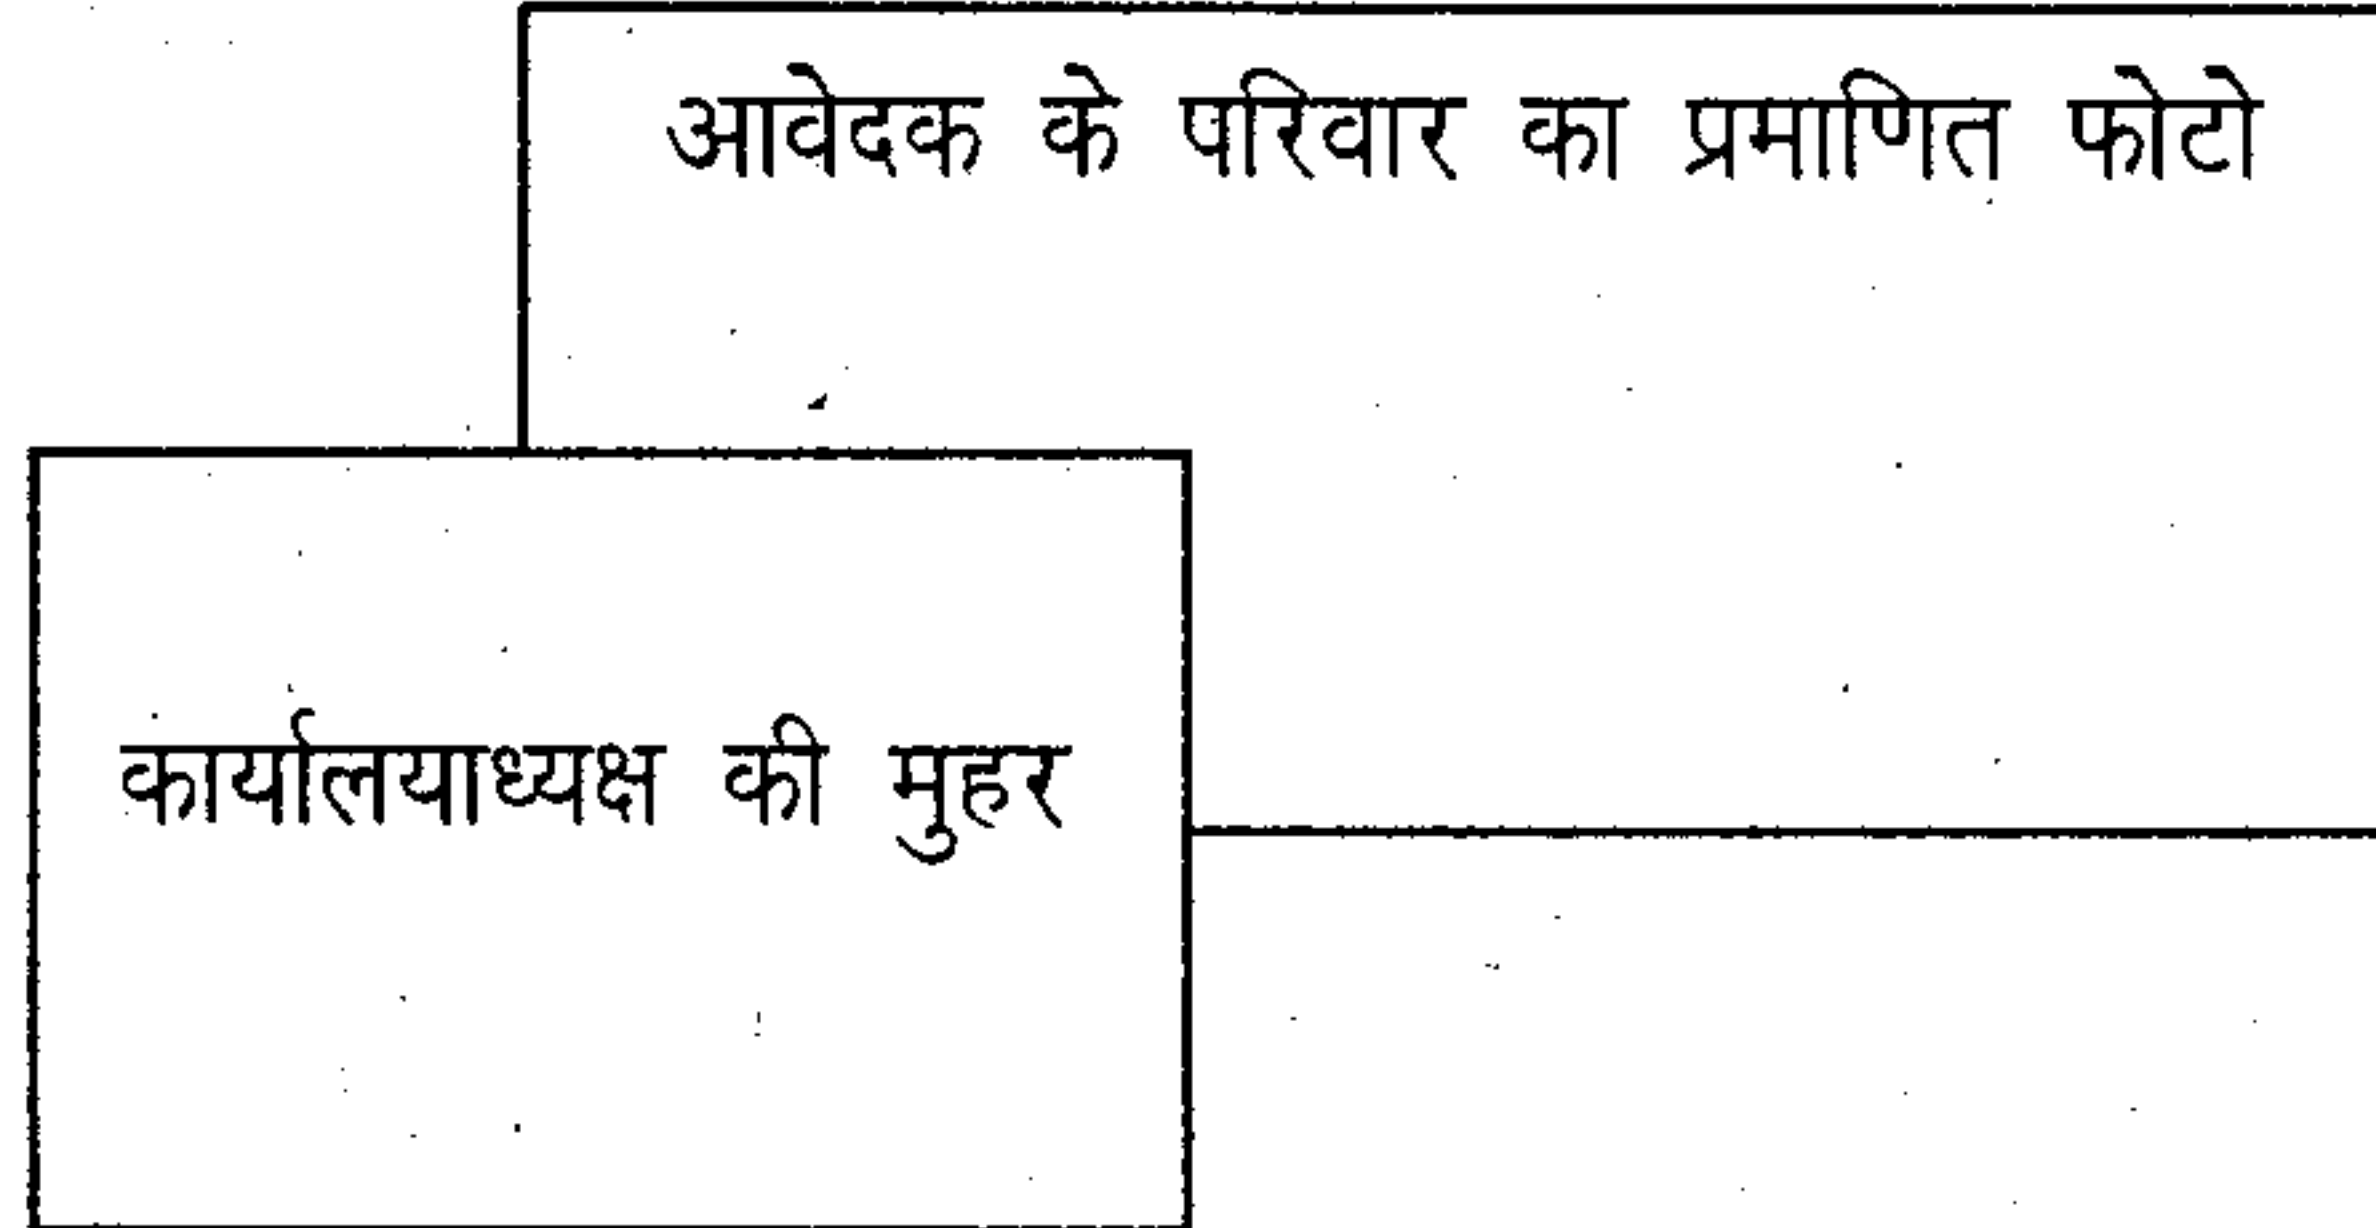 आवेदक के परिवार का प्रमाणित फोटो
कार्यालयाध्यक्ष की मुहर